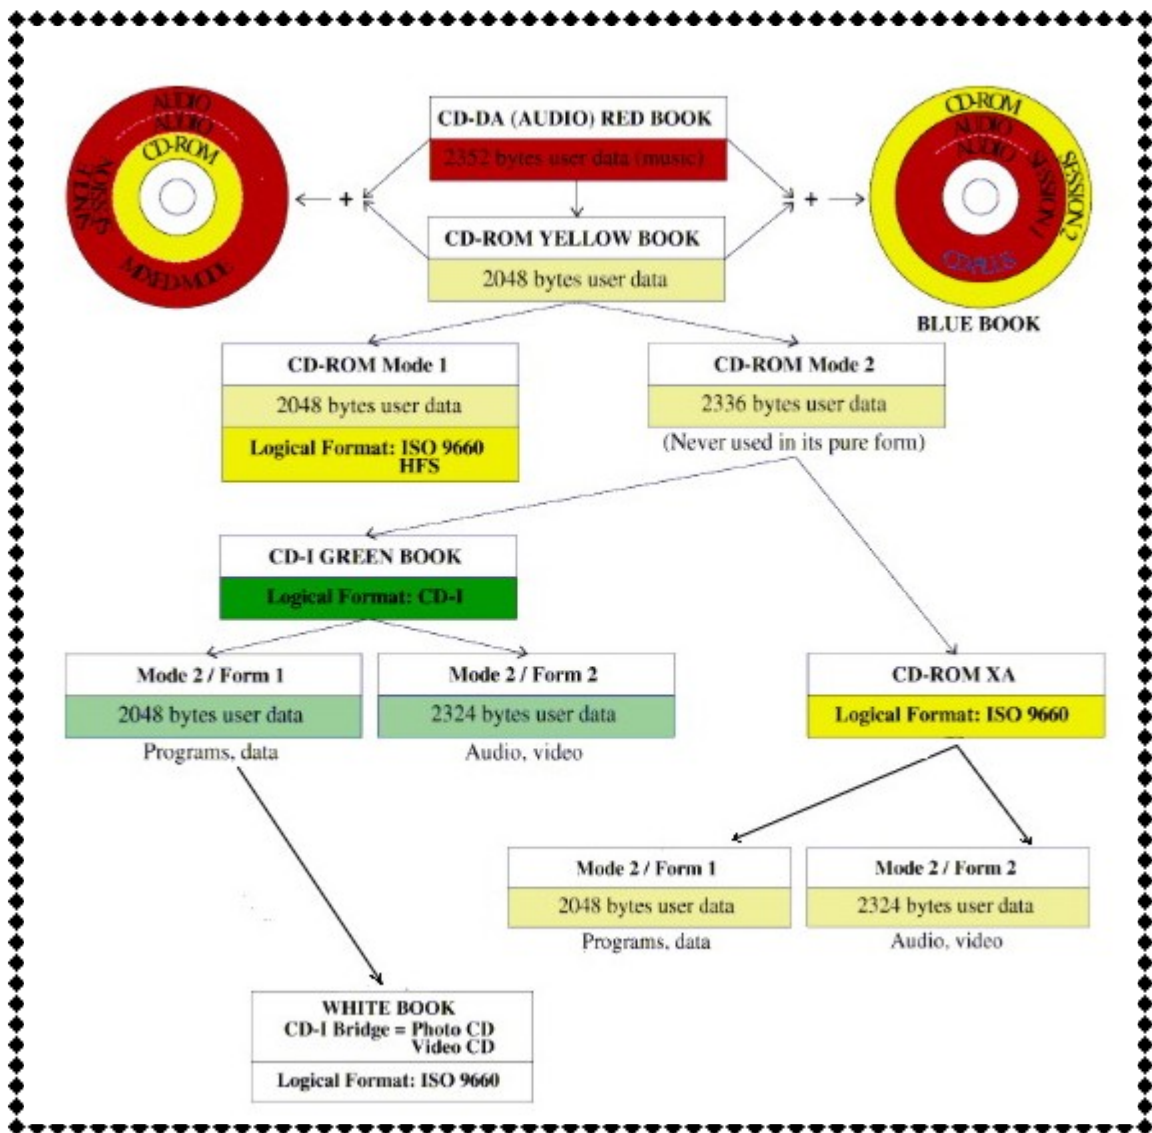 AUDIO
AUDIO
CD-ROM
SINGLE
SESSION
MIXED-MODE
CD-DA (AUDIO) RED BOOK
2352 bytes user data (music)
+
+
CD-ROM YELLOW BOOK
2048 bytes user data
CD-ROM
AUDIO
AUDIO
SESSION 1
SESSION 2
CD-PLUS
BLUE BOOK
CD-ROM Mode 1
2048 bytes user data
Logical Format: ISO 9660
HFS
CD-ROM Mode 2
2336 bytes user data
(Never used in its pure form)
CD-I GREEN BOOK
Logical Format: CD-I
Mode 2 / Form 1
2048 bytes user data
Programs, data
Mode 2 / Form 2
2324 bytes user data
Audio, video
CD-ROM XA
Logical Format: ISO 9660
Mode 2 / Form 1
2048 bytes user data
Programs, data
Mode 2 / Form 2
2324 bytes user data
Audio, video
WHITE BOOK
CD-I Bridge = Photo CD
Video CD
Logical Format: ISO 9660